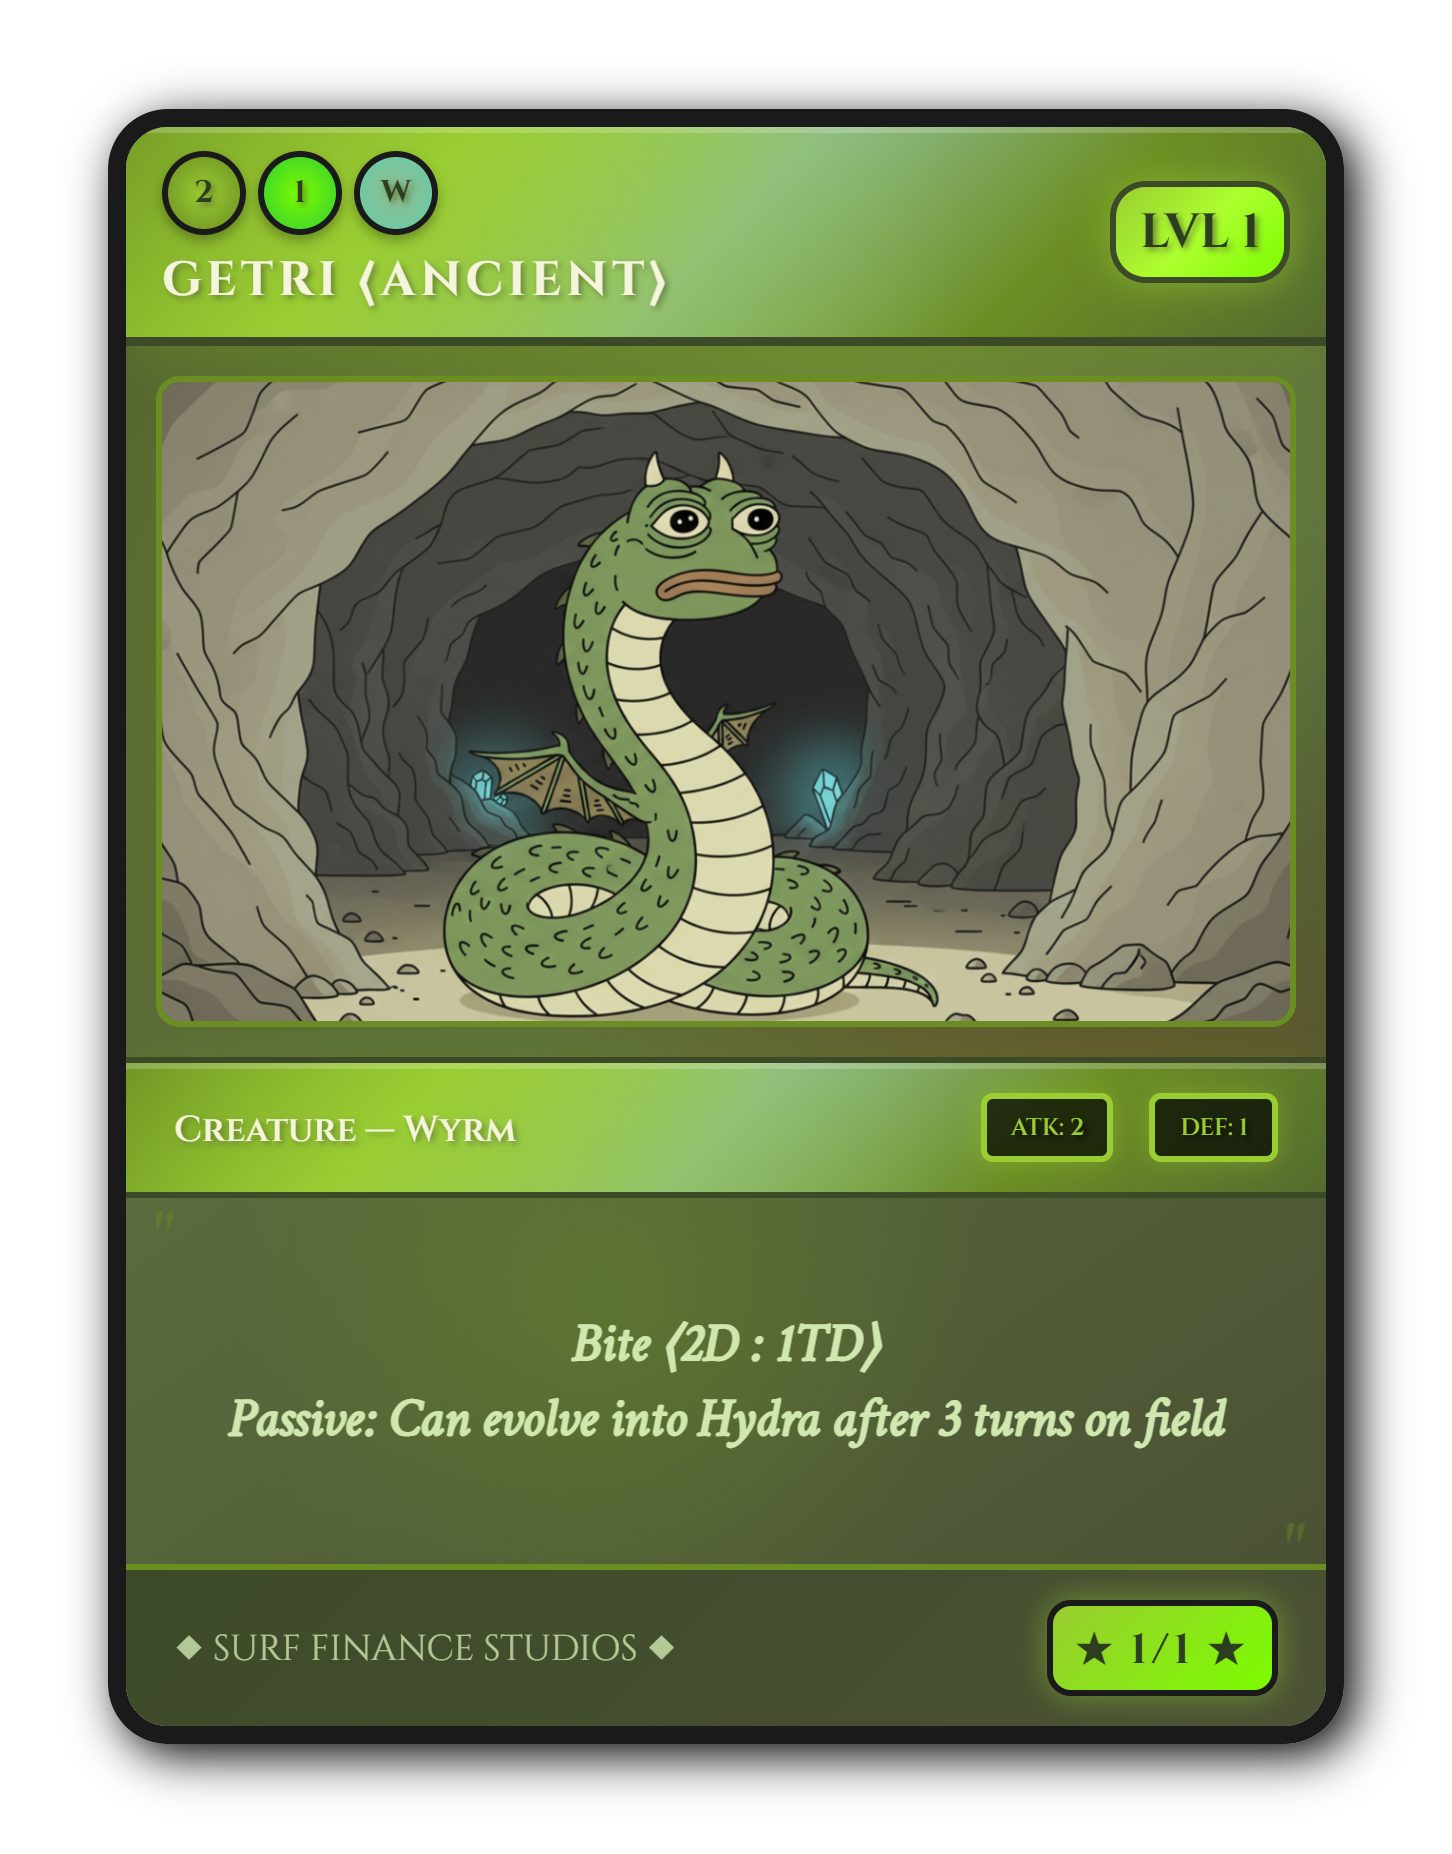 2 1 W
GETRI ⟨ANCIENT⟩
LVL 1
Creature — Wyrm
ATK: 2
DEF: 1
"
Bite ⟨2D : 1TD⟩
Passive: Can evolve into Hydra after 3 turns on field
"
◆ SURF FINANCE STUDIOS ◆
★ 1/1 ★